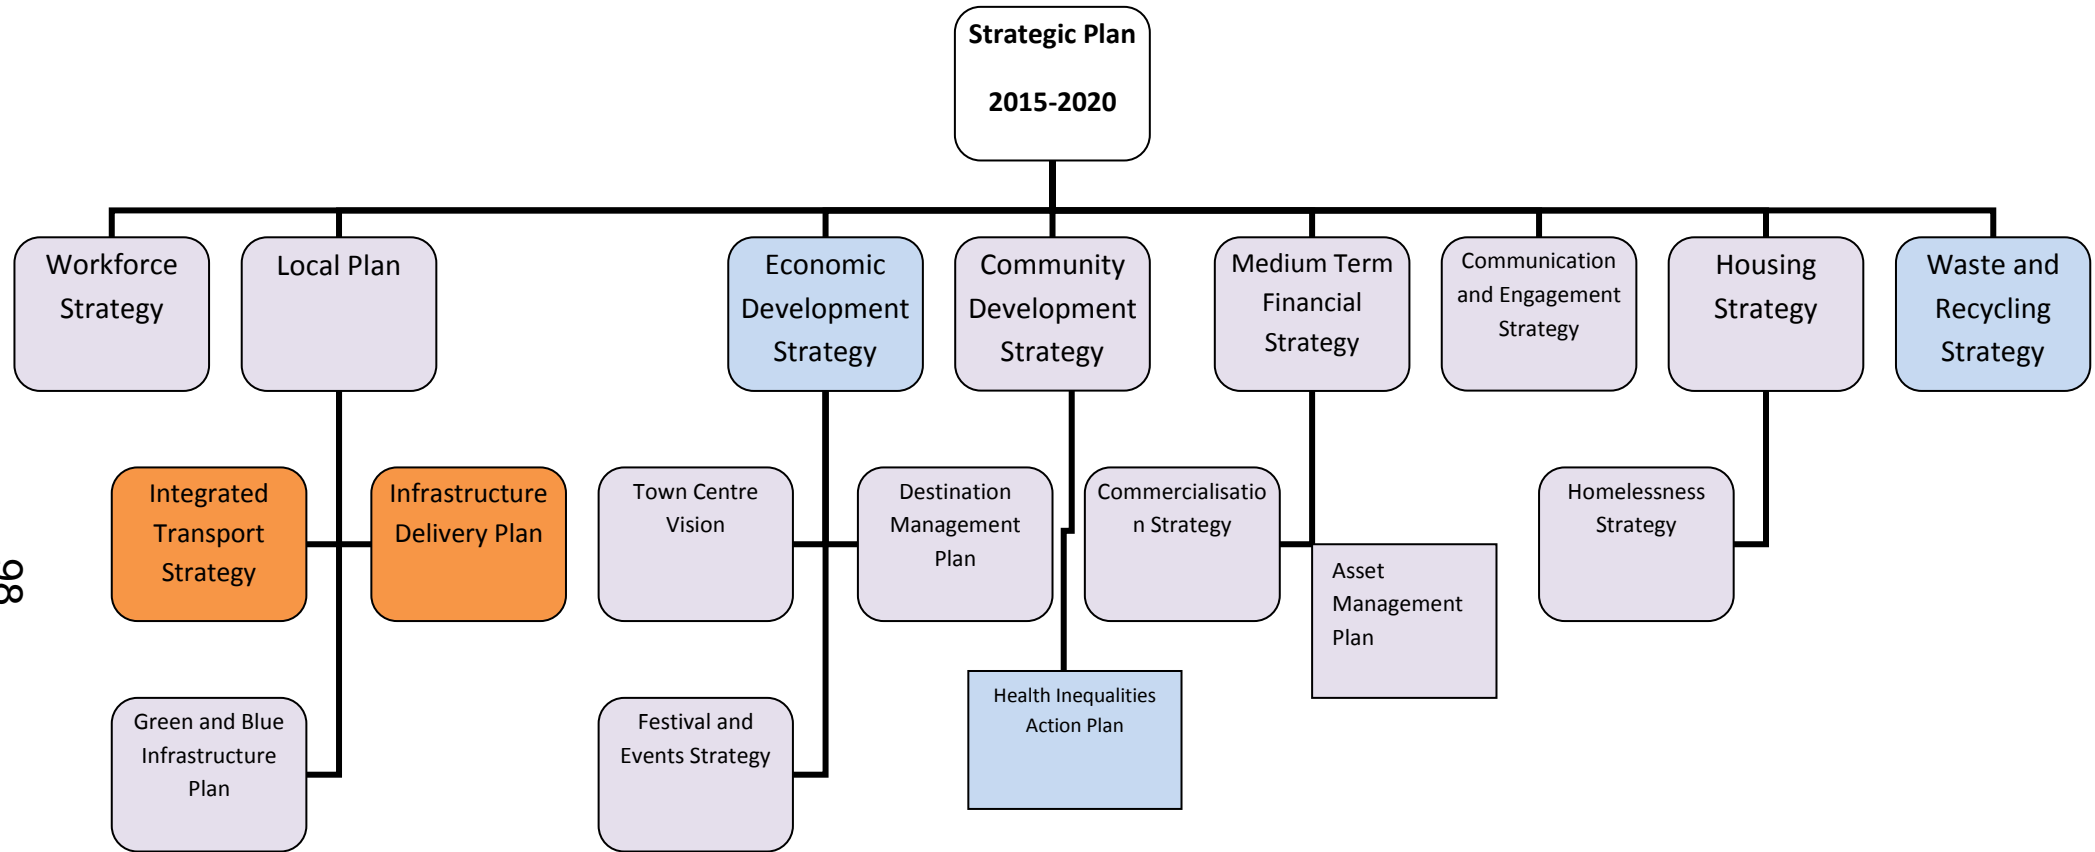 Strategic Plan
2015-2020
Workforce
Strategy
Local Plan
Economic
Development
Strategy
Community
Development
Strategy
Medium Term
Financial
Strategy
Communication
and Engagement
Strategy
Housing
Strategy
Waste and
Recycling
Strategy
Integrated
Transport
Strategy
Infrastructure
Delivery Plan
Town Centre
Vision
Destination
Management
Plan
Commercialisatio
n Strategy
Asset
Management
Plan
Homelessness
Strategy
Green and Blue
Infrastructure
Plan
Festival and
Events Strategy
Health Inequalities
Action Plan
98